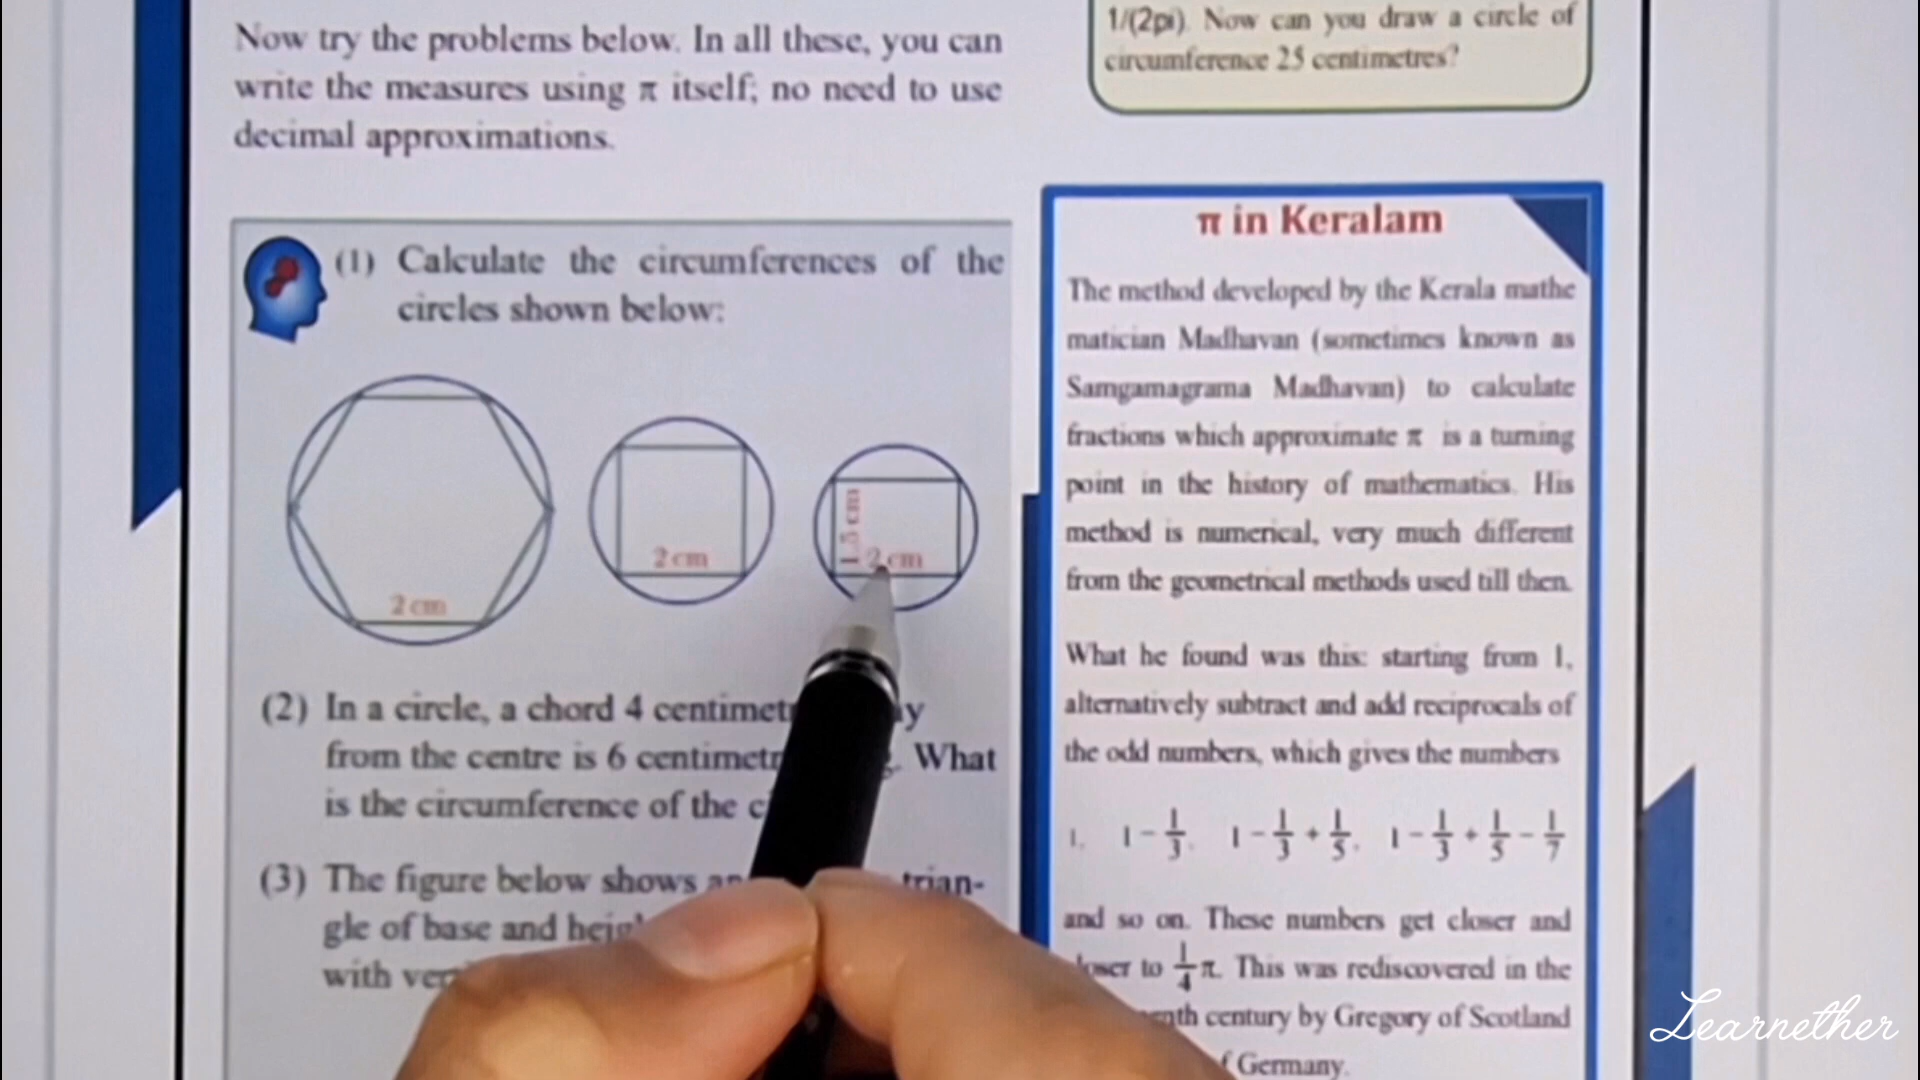 Now try the problems below. In all these, you can
write the measures using π itself; no need to use
decimal approximations.
(1) Calculate the circumferences of the
circles shown below:
2 cm
2 cm
1.5 cm
2 cm
(2) In a circle, a chord 4
from the centre is 6 What
is the circumference of the
(3) The figure below shows
gle of base and
with
1/(2pi). Now can you draw a circle of
circumference 25 centimetres?
π in Keralam
The method developed by the Kerala mathe
matician Madhavan (sometimes known as
Samgamagrama Madhavan) to calculate
fractions which approximate π is a turning
point in the history of mathematics. His
method is numerical, very much different
from the geometrical methods used till then.
What he found was this: starting from 1,
alternatively subtract and add reciprocals of
the odd numbers, which gives the numbers
1, 1 - 1/3, 1 - 1/3 + 1/5, 1 - 1/3 + 1/5 - 1/7
and so on. These numbers get closer and
to 1/4 π. This was rediscovered in the
century by Gregory of Scotland
Germany.
Learnether